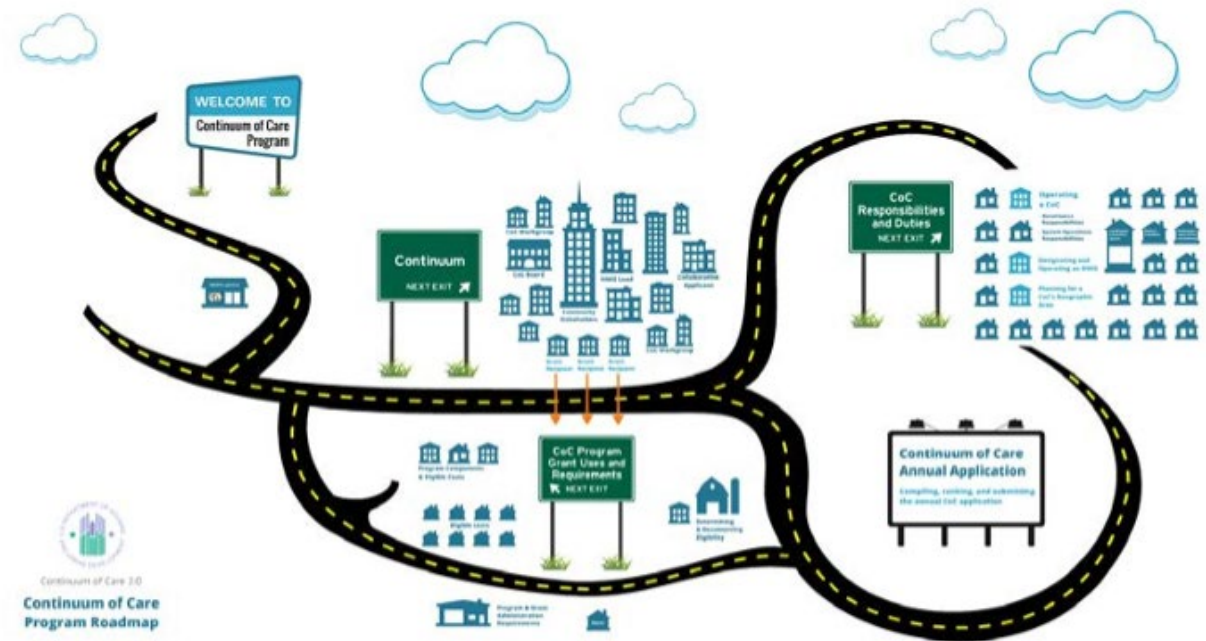 WELCOME TO
Continuum of Care
Program
Continuum
NEXT EXIT
CoC Workgroup
CoC Board
HMIS Lead
Collaborative
Applicant
Community
Stakeholders
CoC Workgroup
Grant
Recipient
Grant
Recipient
Grant
Recipient
CoC
Responsibilities
and Duties
NEXT EXIT
Operating
a CoC
Governance
Responsibilities
System Operations
Responsibilities
Designating and
Operating an HMIS
Planning for a
CoC's Geographic
Area
CoC Program
Grant Uses and
Requirements
NEXT EXIT
Program Components
& Eligible Costs
Eligible Costs
Determining
& Documenting
Eligibility
Program & Grant
Administration
Requirements
Continuum of Care
Annual Application
Compiling, ranking, and submitting
the annual CoC application
Continuum of Care 2.0
Continuum of Care
Program Roadmap